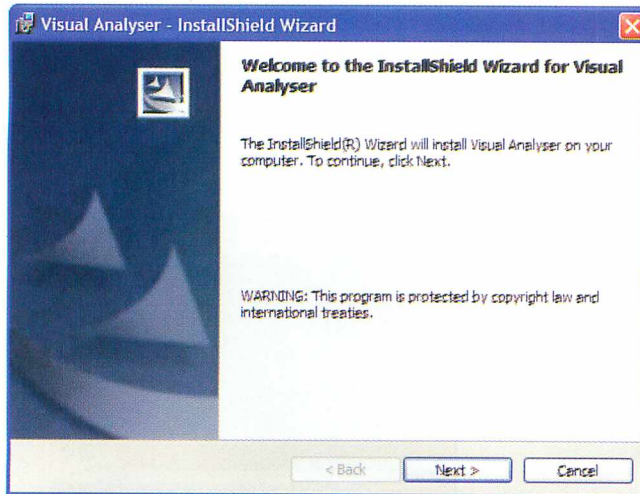 Visual Analyser - InstallShield Wizard
Welcome to the InstallShield Wizard for Visual
Analyser
The InstallShield(R) Wizard will install Visual Analyser on your
computer. To continue, click Next.
WARNING: This program is protected by copyright law and
international treaties.
< Back
Next >
Cancel